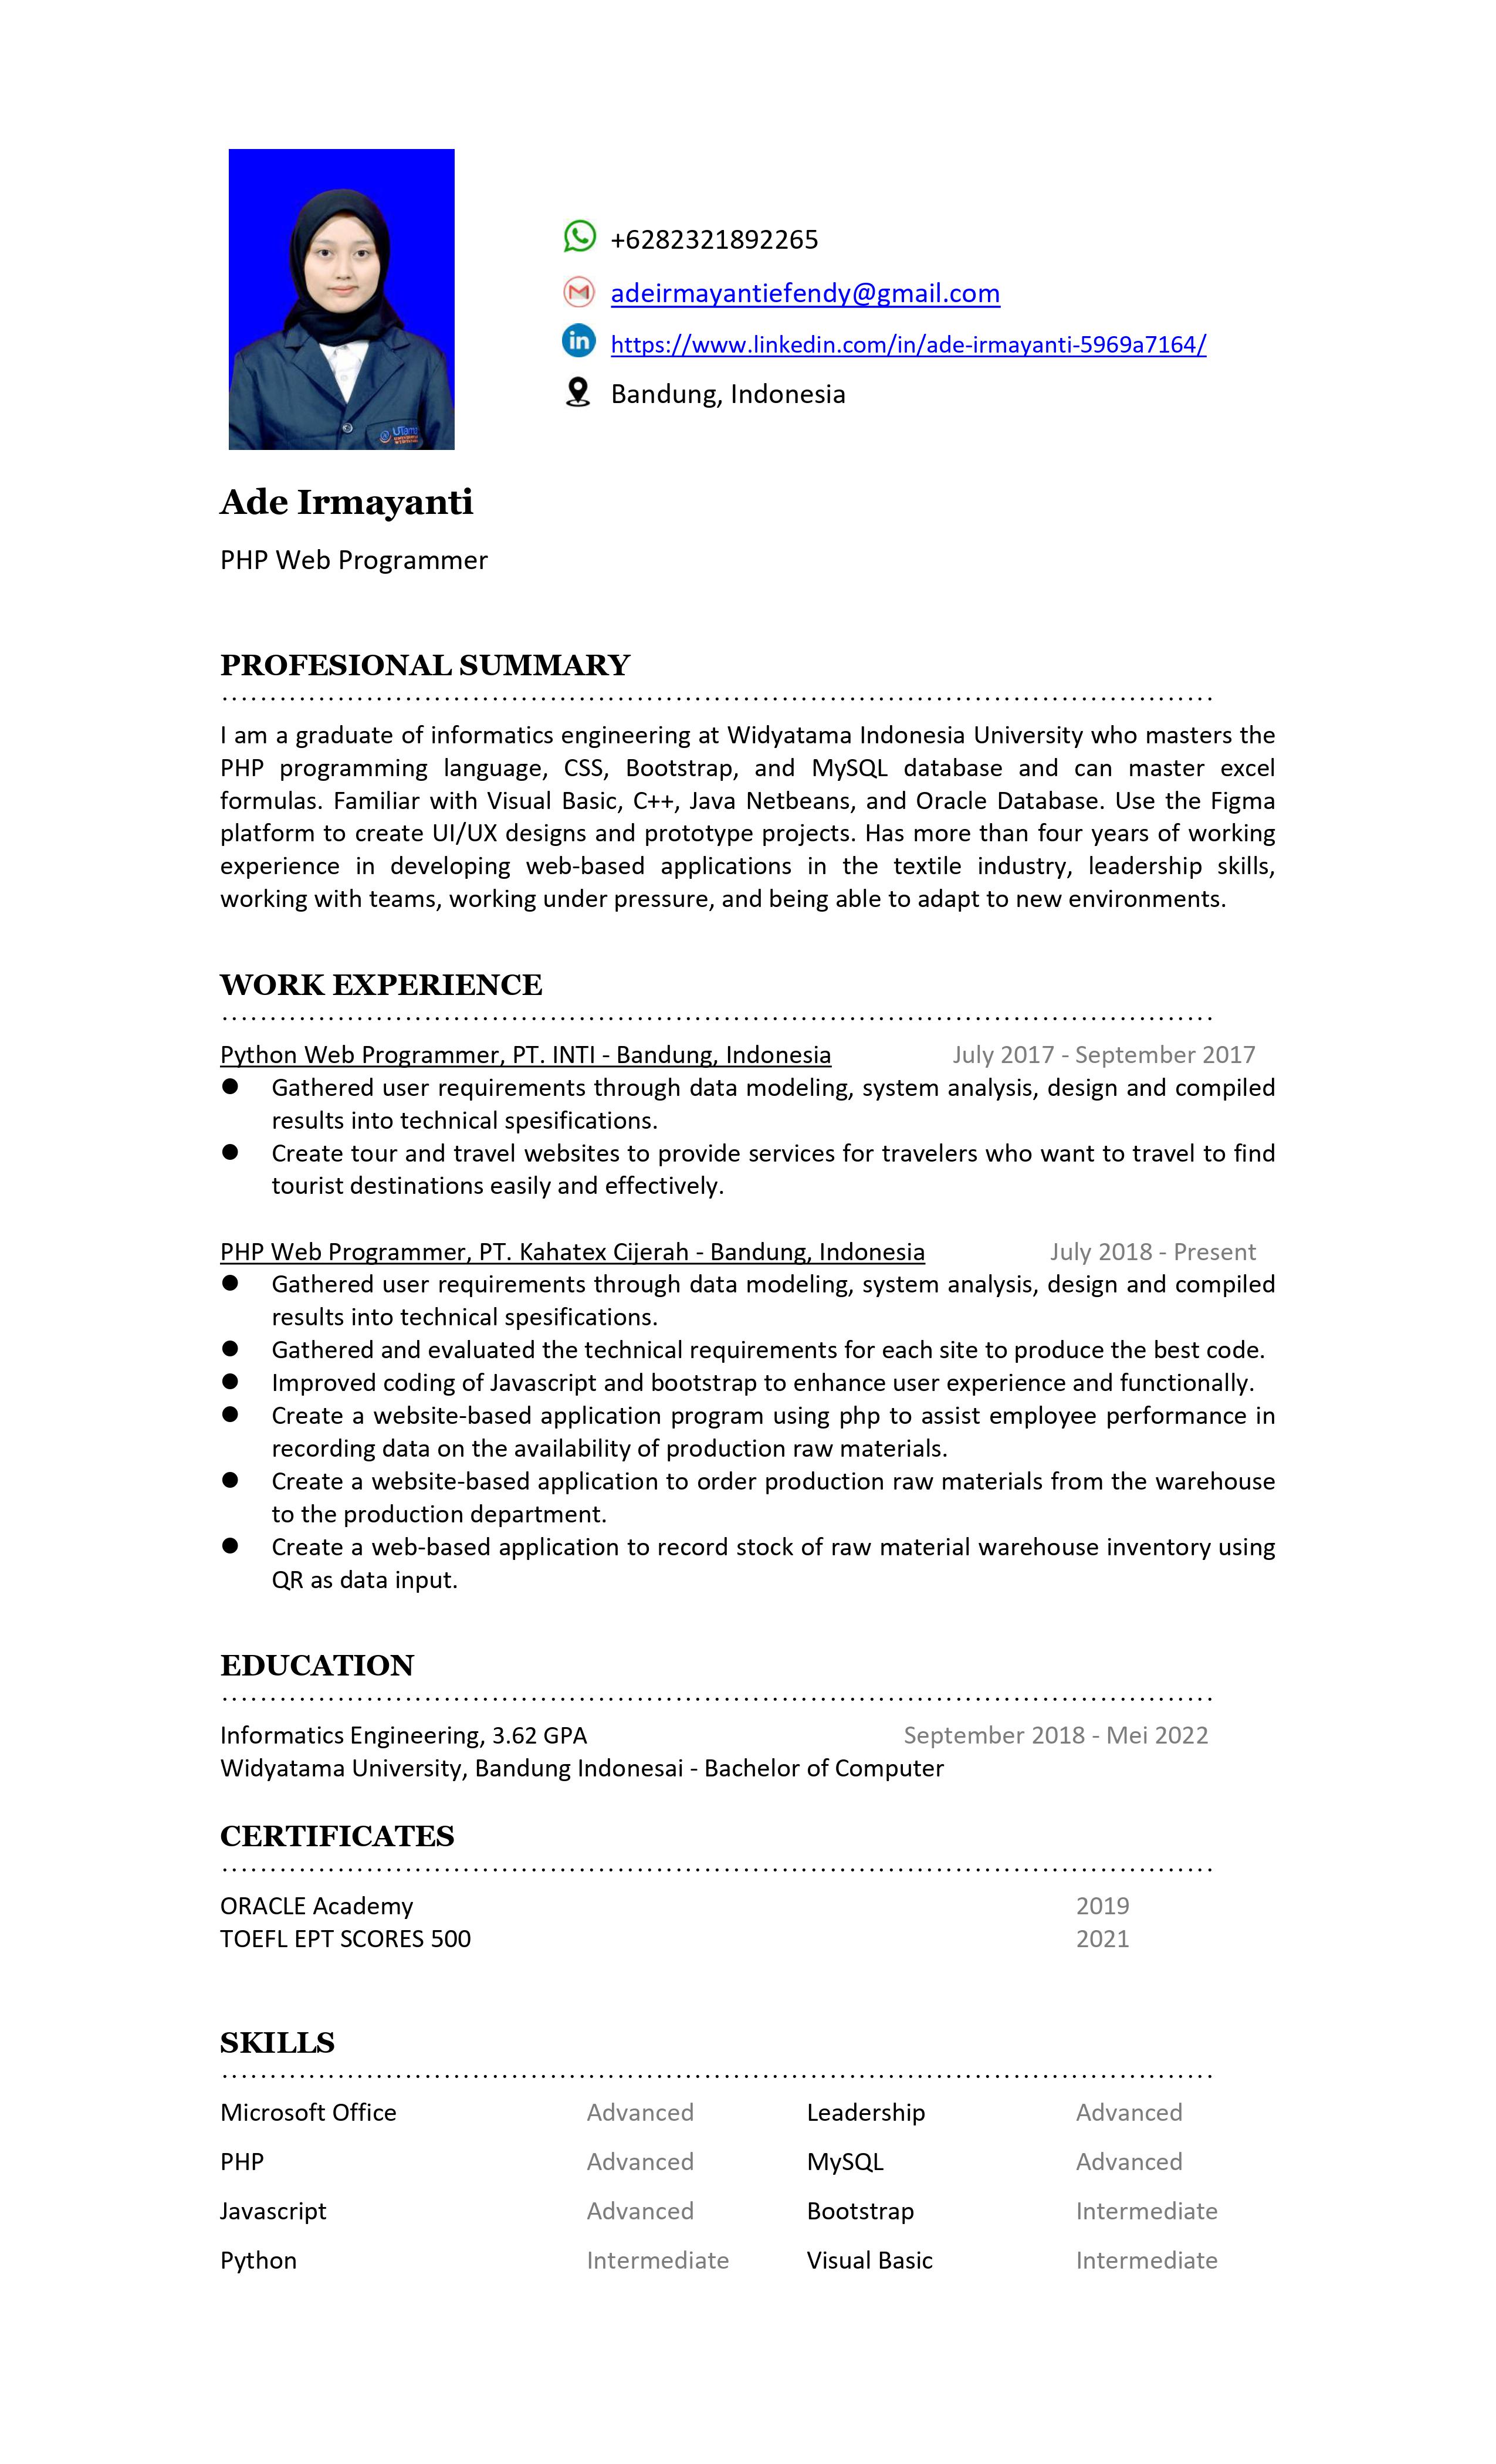 +6282321892265
adeirmayantiefendy@gmail.com
https://www.linkedin.com/in/ade-irmayanti-5969a7164/
Bandung, Indonesia
Ade Irmayanti
PHP Web Programmer
PROFESIONAL SUMMARY
I am a graduate of informatics engineering at Widyatama Indonesia University who masters the
PHP programming language, CSS, Bootstrap, and MySQL database and can master excel
formulas. Familiar with Visual Basic, C++, Java Netbeans, and Oracle Database. Use the Figma
platform to create UI/UX designs and prototype projects. Has more than four years of working
experience in developing web-based applications in the textile industry, leadership skills,
working with teams, working under pressure, and being able to adapt to new environments.
WORK EXPERIENCE
Python Web Programmer, PT. INTI - Bandung, Indonesia July 2017 - September 2017
● Gathered user requirements through data modeling, system analysis, design and compiled
results into technical spesifications.
● Create tour and travel websites to provide services for travelers who want to travel to find
tourist destinations easily and effectively.
PHP Web Programmer, PT. Kahatex Cijerah - Bandung, Indonesia July 2018 - Present
● Gathered user requirements through data modeling, system analysis, design and compiled
results into technical spesifications.
● Gathered and evaluated the technical requirements for each site to produce the best code.
● Improved coding of Javascript and bootstrap to enhance user experience and functionally.
● Create a website-based application program using php to assist employee performance in
recording data on the availability of production raw materials.
● Create a website-based application to order production raw materials from the warehouse
to the production department.
● Create a web-based application to record stock of raw material warehouse inventory using
QR as data input.
EDUCATION
Informatics Engineering, 3.62 GPA September 2018 - Mei 2022
Widyatama University, Bandung Indonesai - Bachelor of Computer
CERTIFICATES
ORACLE Academy 2019
TOEFL EPT SCORES 500 2021
SKILLS
Microsoft Office Advanced Leadership Advanced
PHP Advanced MySQL Advanced
Javascript Advanced Bootstrap Intermediate
Python Intermediate Visual Basic Intermediate